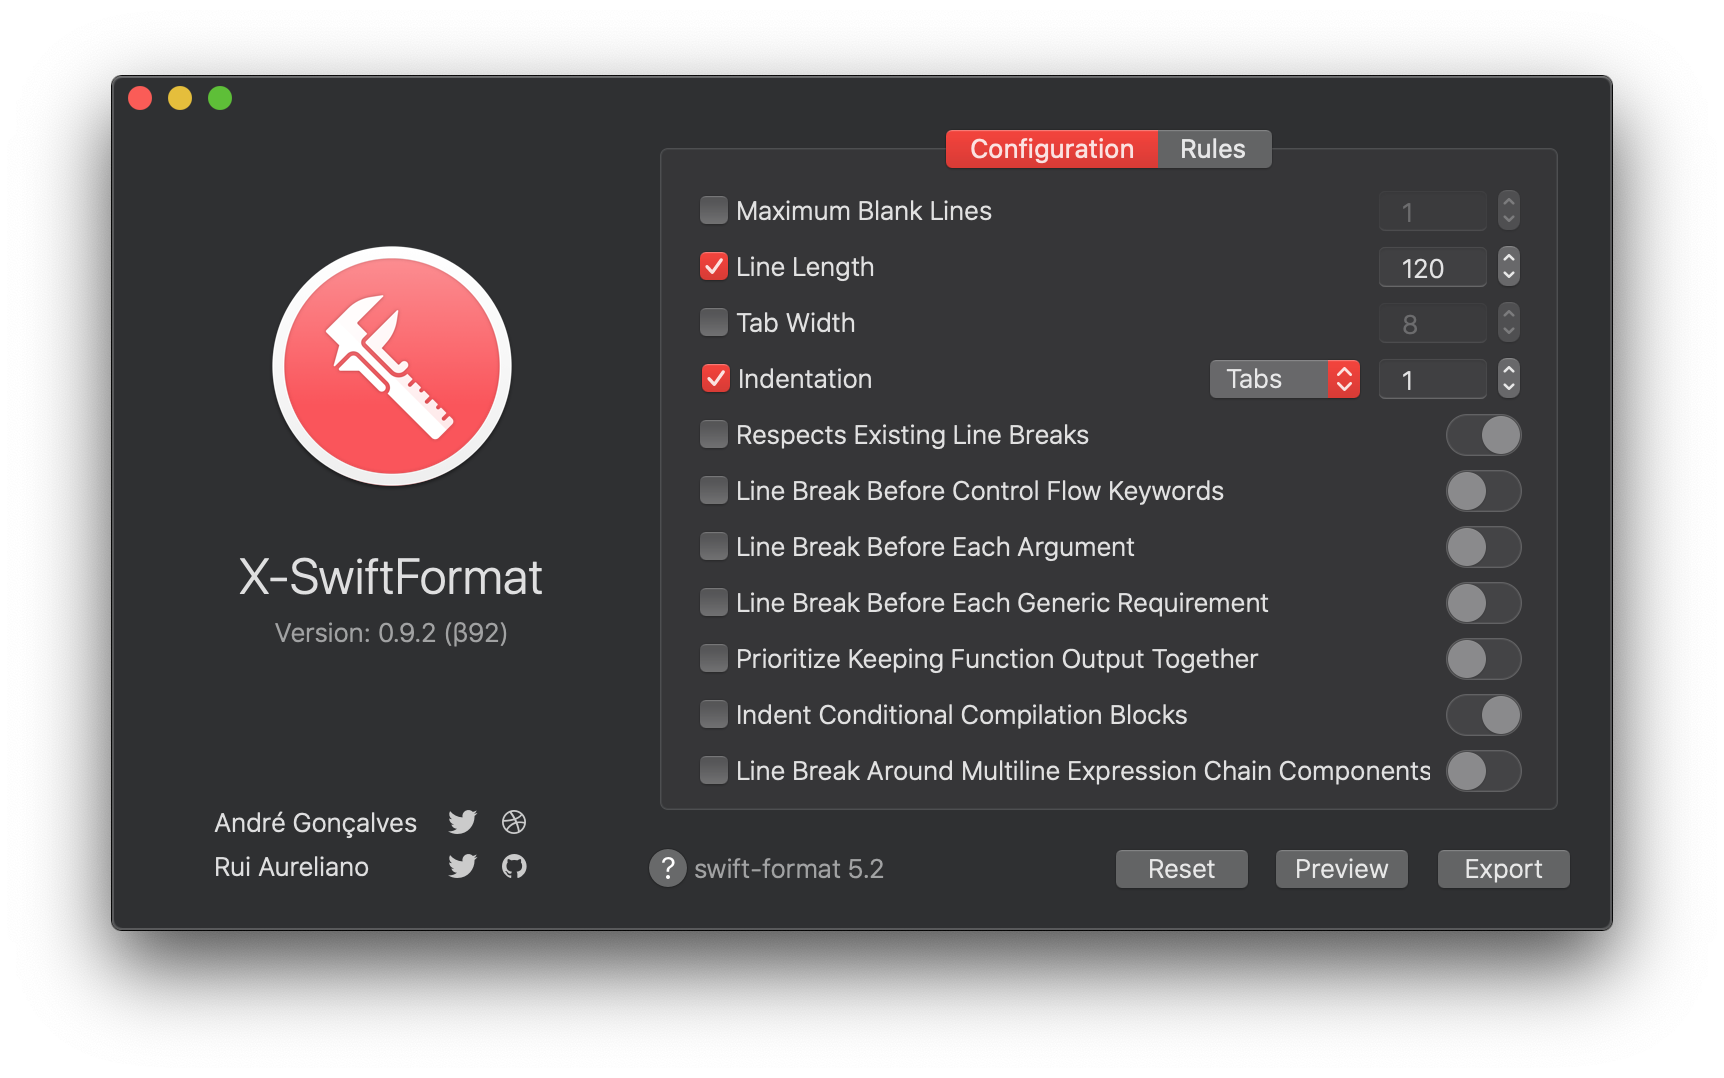 Configuration Rules
Maximum Blank Lines 1
Line Length 120
Tab Width 8
Indentation Tabs 1
Respects Existing Line Breaks
Line Break Before Control Flow Keywords
Line Break Before Each Argument
Line Break Before Each Generic Requirement
Prioritize Keeping Function Output Together
Indent Conditional Compilation Blocks
Line Break Around Multiline Expression Chain Components
X-SwiftFormat
Version: 0.9.2 (β92)
André Gonçalves
Rui Aureliano
? swift-format 5.2
Reset Preview Export